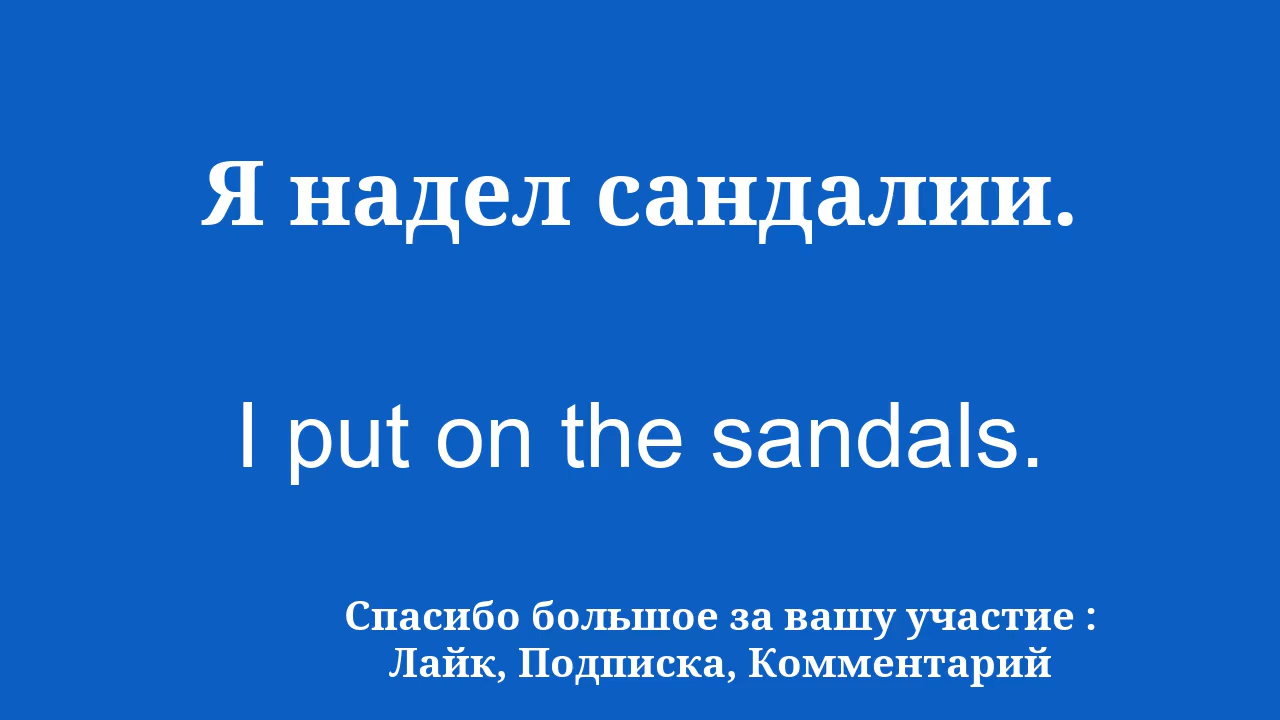 Я надел сандалии.
I put on the sandals.
Спасибо большое за вашу участие :
Лайк, Подписка, Комментарий